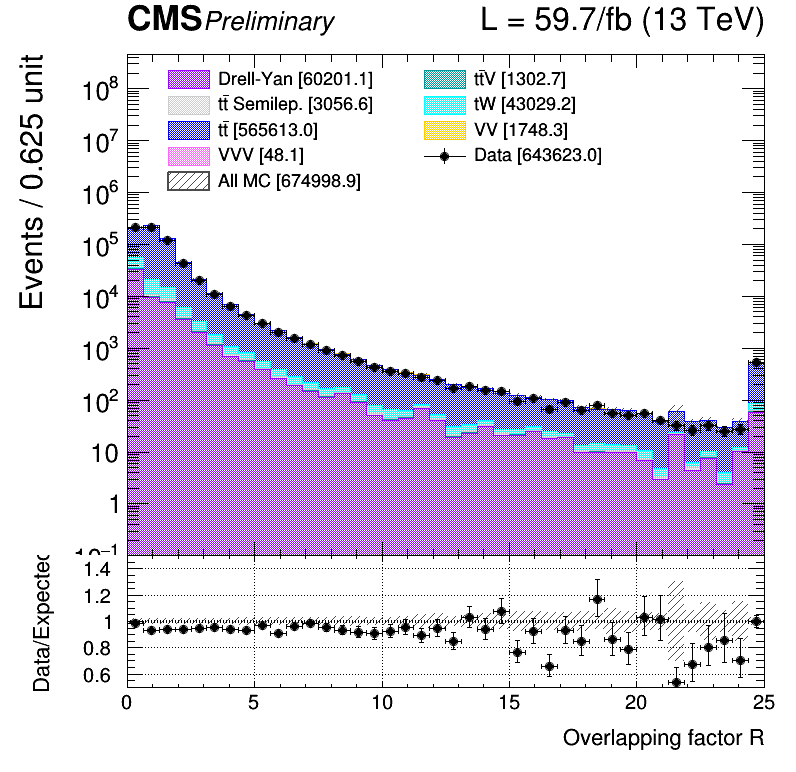 CMS Preliminary L = 59.7/fb (13 TeV)
Events / 0.625 unit
Drell-Yan [60201.1]
tt̄V [1302.7]
tt̄ Semilep. [3056.6]
tW [43029.2]
tt̄ [565613.0]
VV [1748.3]
VVV [48.1]
Data [643623.0]
All MC [674998.9]
10⁸
10⁷
10⁶
10⁵
10⁴
10³
10²
10
1
10⁻¹
Data/Expected
1.4
1.2
1
0.8
0.6
0 5 10 15 20 25
Overlapping factor R